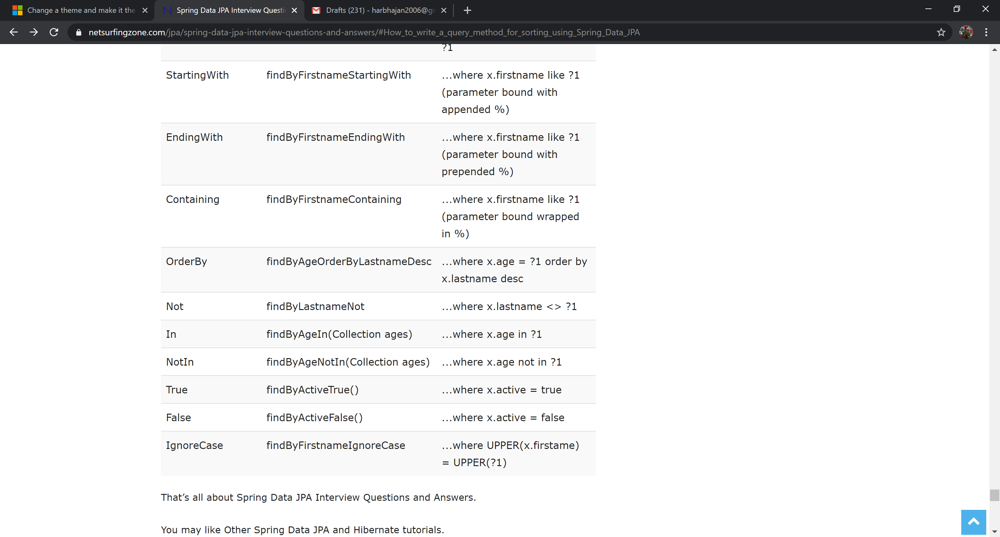 Change a theme and make it the
Spring Data JPA Interview Questi
Drafts (231) - harbhajan2006@gr
netsurfingzone.com/jpa/spring-data-jpa-interview-questions-and-answers/#How_to_write_a_query_method_for_sorting_using_Spring_Data_JPA
?1
StartingWith findByFirstnameStartingWith …where x.firstname like ?1
(parameter bound with
appended %)
EndingWith findByFirstnameEndingWith …where x.firstname like ?1
(parameter bound with
prepended %)
Containing findByFirstnameContaining …where x.firstname like ?1
(parameter bound wrapped
in %)
OrderBy findByAgeOrderByLastnameDesc …where x.age = ?1 order by
x.lastname desc
Not findByLastnameNot …where x.lastname <> ?1
In findByAgeIn(Collection ages) …where x.age in ?1
NotIn findByAgeNotIn(Collection ages) …where x.age not in ?1
True findByActiveTrue() …where x.active = true
False findByActiveFalse() …where x.active = false
IgnoreCase findByFirstnameIgnoreCase …where UPPER(x.firstame)
= UPPER(?1)
That’s all about Spring Data JPA Interview Questions and Answers.
You may like Other Spring Data JPA and Hibernate tutorials.